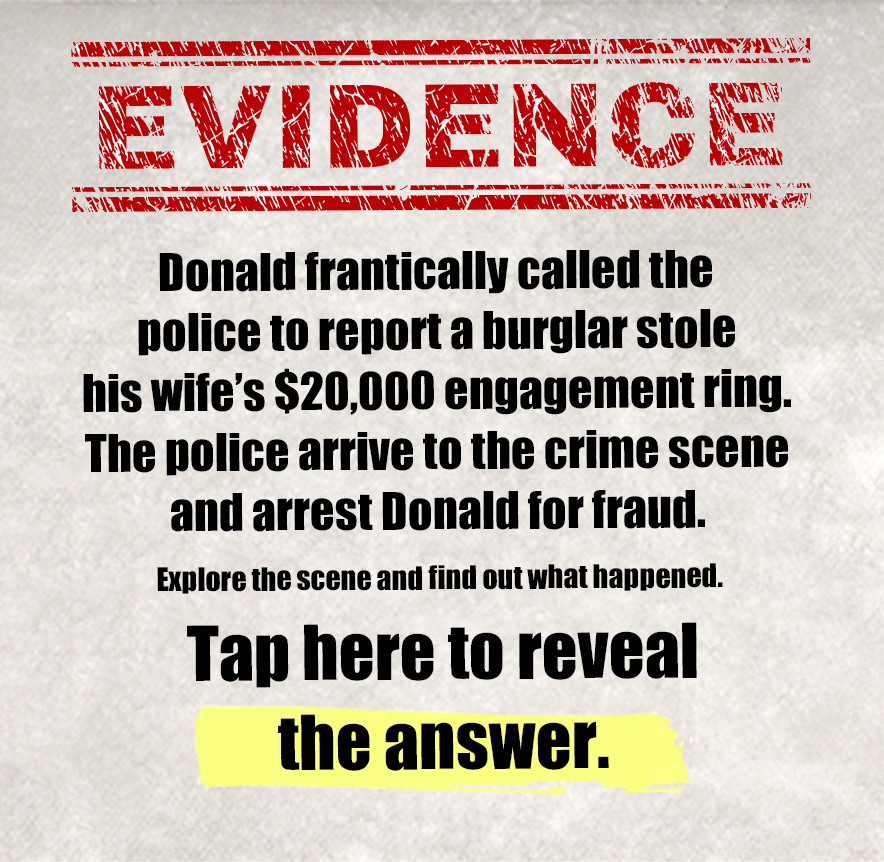 EVIDENCE
Donald frantically called the
police to report a burglar stole
his wife’s $20,000 engagement ring.
The police arrive to the crime scene
and arrest Donald for fraud.
Explore the scene and find out what happened.
Tap here to reveal
the answer.